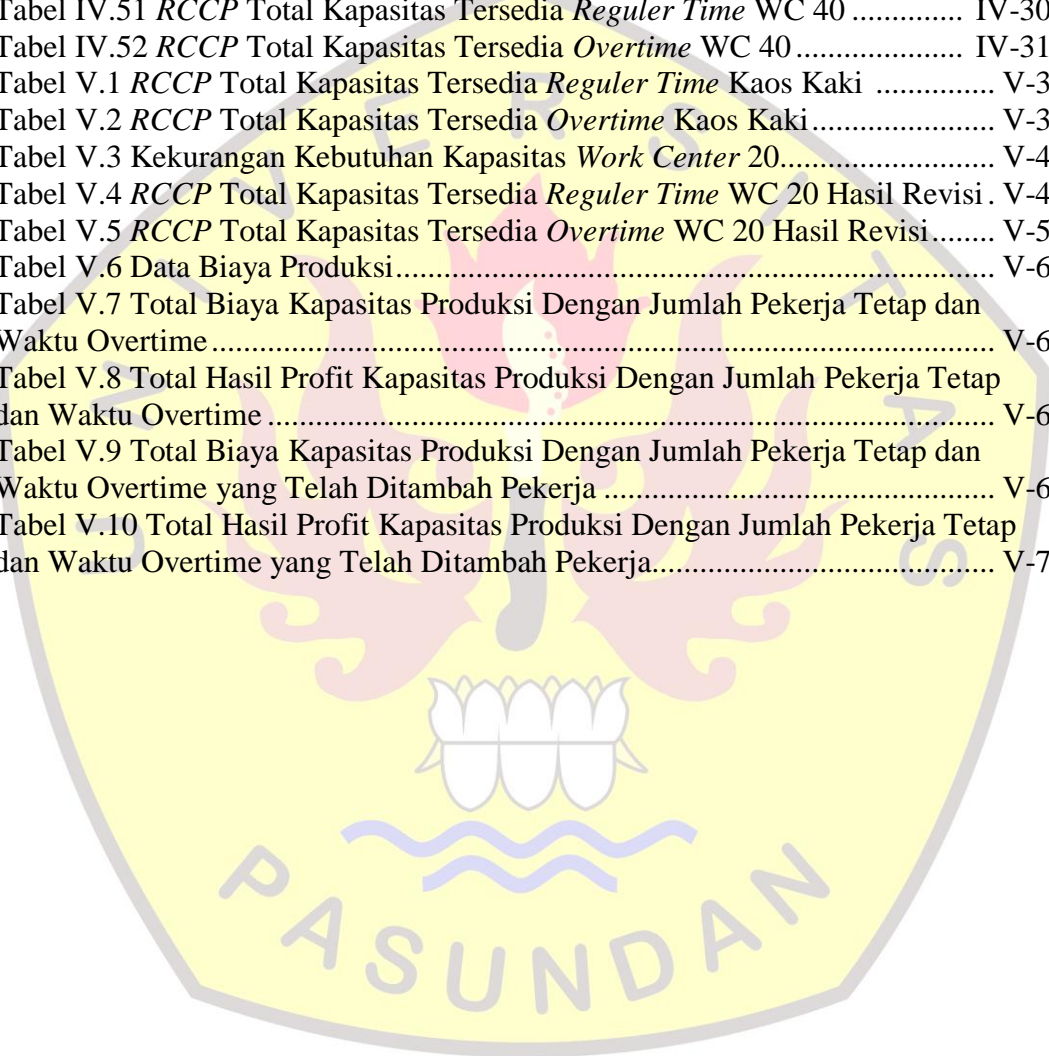 Tabel IV.51 RCCP Total Kapasitas Tersedia Reguler Time WC 40 .............. IV-30
Tabel IV.52 RCCP Total Kapasitas Tersedia Overtime WC 40 .................... IV-31
Tabel V.1 RCCP Total Kapasitas Tersedia Reguler Time Kaos Kaki ............... V-3
Tabel V.2 RCCP Total Kapasitas Tersedia Overtime Kaos Kaki ....................... V-3
Tabel V.3 Kekurangan Kebutuhan Kapasitas Work Center 20........................... V-4
Tabel V.4 RCCP Total Kapasitas Tersedia Reguler Time WC 20 Hasil Revisi . V-4
Tabel V.5 RCCP Total Kapasitas Tersedia Overtime WC 20 Hasil Revisi........ V-5
Tabel V.6 Data Biaya Produksi......................................................................... V-6
Tabel V.7 Total Biaya Kapasitas Produksi Dengan Jumlah Pekerja Tetap dan
Waktu Overtime ............................................................................................... V-6
Tabel V.8 Total Hasil Profit Kapasitas Produksi Dengan Jumlah Pekerja Tetap
dan Waktu Overtime ........................................................................................ V-6
Tabel V.9 Total Biaya Kapasitas Produksi Dengan Jumlah Pekerja Tetap dan
Waktu Overtime yang Telah Ditambah Pekerja ................................................ V-6
Tabel V.10 Total Hasil Profit Kapasitas Produksi Dengan Jumlah Pekerja Tetap
dan Waktu Overtime yang Telah Ditambah Pekerja.......................................... V-7
UNIVERSITAS
PASUNDAN